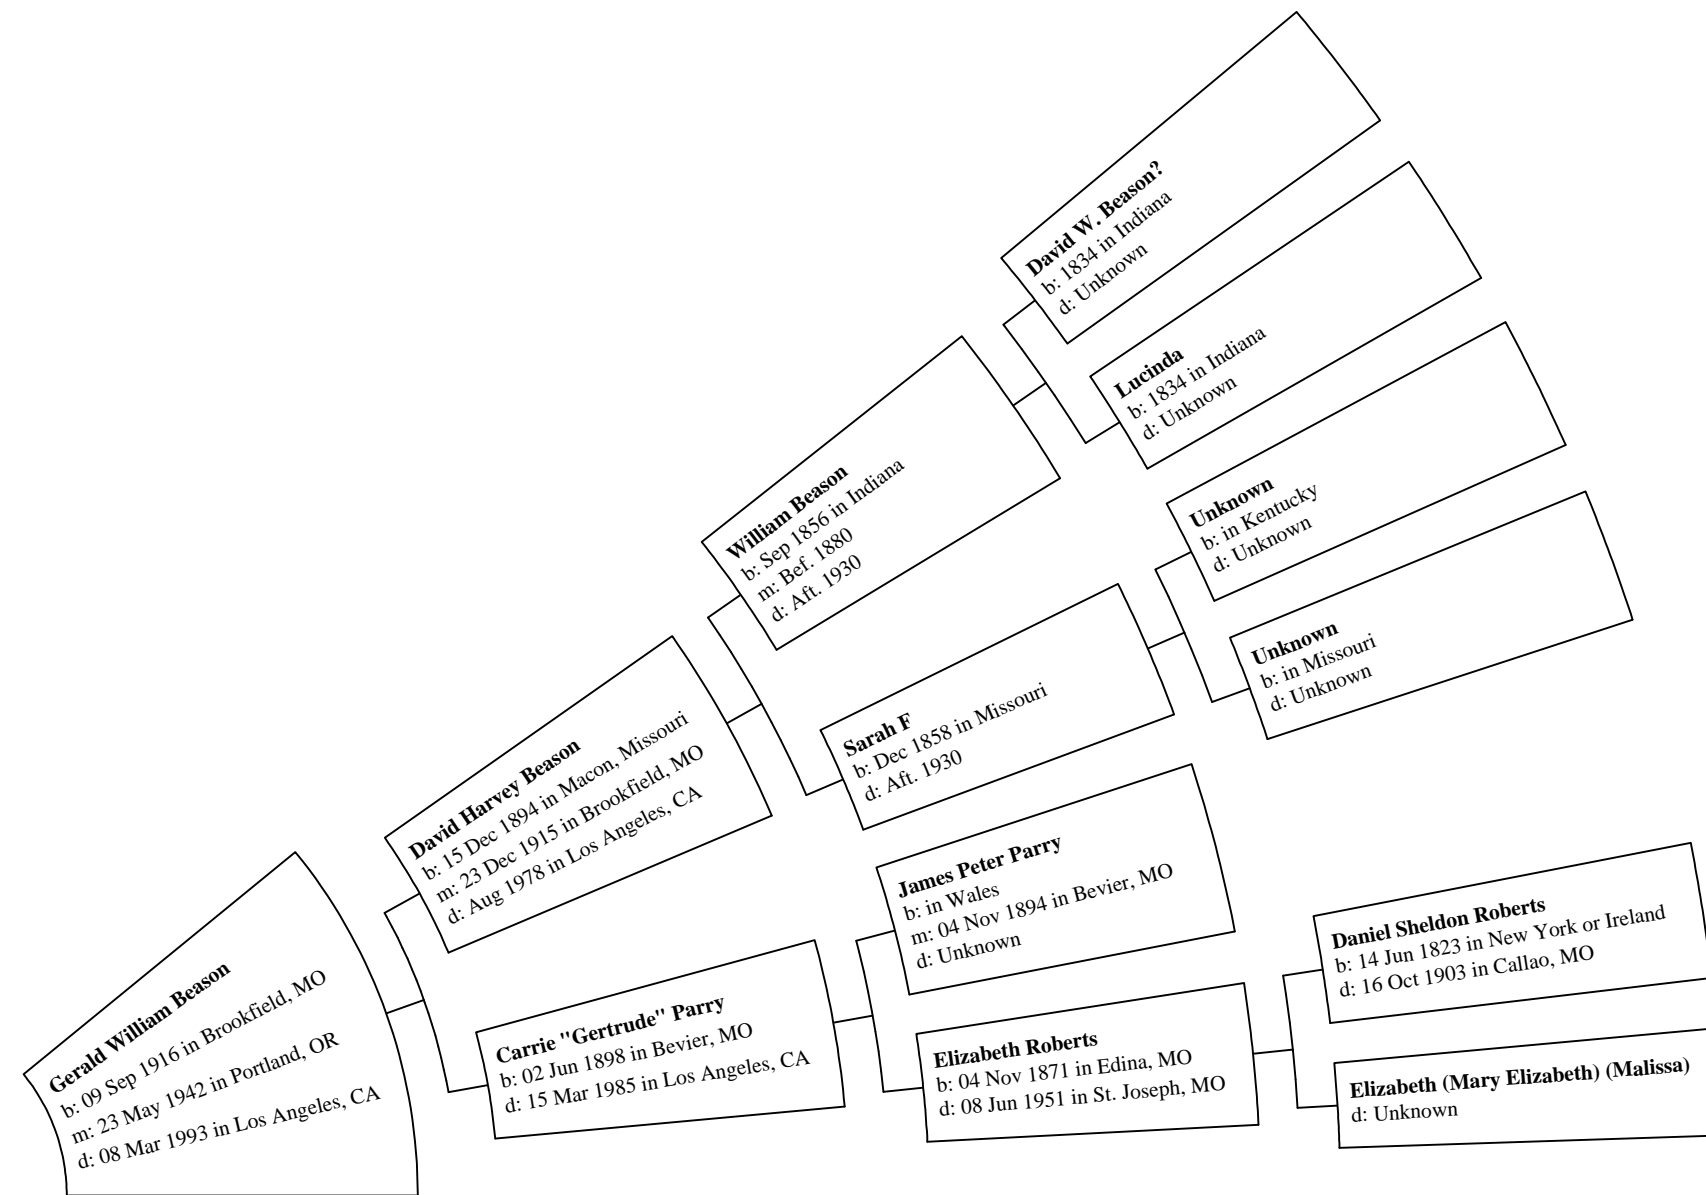 David W. Beason?
b: 1834 in Indiana
d: Unknown
Lucinda
b: 1834 in Indiana
d: Unknown
William Beason
b: Sep 1856 in Indiana
m: Bef. 1880
d: Aft. 1930
Unknown
b: in Kentucky
d: Unknown
Unknown
b: in Missouri
d: Unknown
Sarah F
b: Dec 1858 in Missouri
d: Aft. 1930
David Harvey Beason
b: 15 Dec 1894 in Macon, Missouri
m: 23 Dec 1915 in Brookfield, MO
d: Aug 1978 in Los Angeles, CA
James Peter Parry
b: in Wales
m: 04 Nov 1894 in Bevier, MO
d: Unknown
Daniel Sheldon Roberts
b: 14 Jun 1823 in New York or Ireland
d: 16 Oct 1903 in Callao, MO
Gerald William Beason
b: 09 Sep 1916 in Brookfield, MO
m: 23 May 1942 in Portland, OR
d: 08 Mar 1993 in Los Angeles, CA
Carrie "Gertrude" Parry
b: 02 Jun 1898 in Bevier, MO
d: 15 Mar 1985 in Los Angeles, CA
Elizabeth Roberts
b: 04 Nov 1871 in Edina, MO
d: 08 Jun 1951 in St. Joseph, MO
Elizabeth (Mary Elizabeth) (Malissa)
d: Unknown